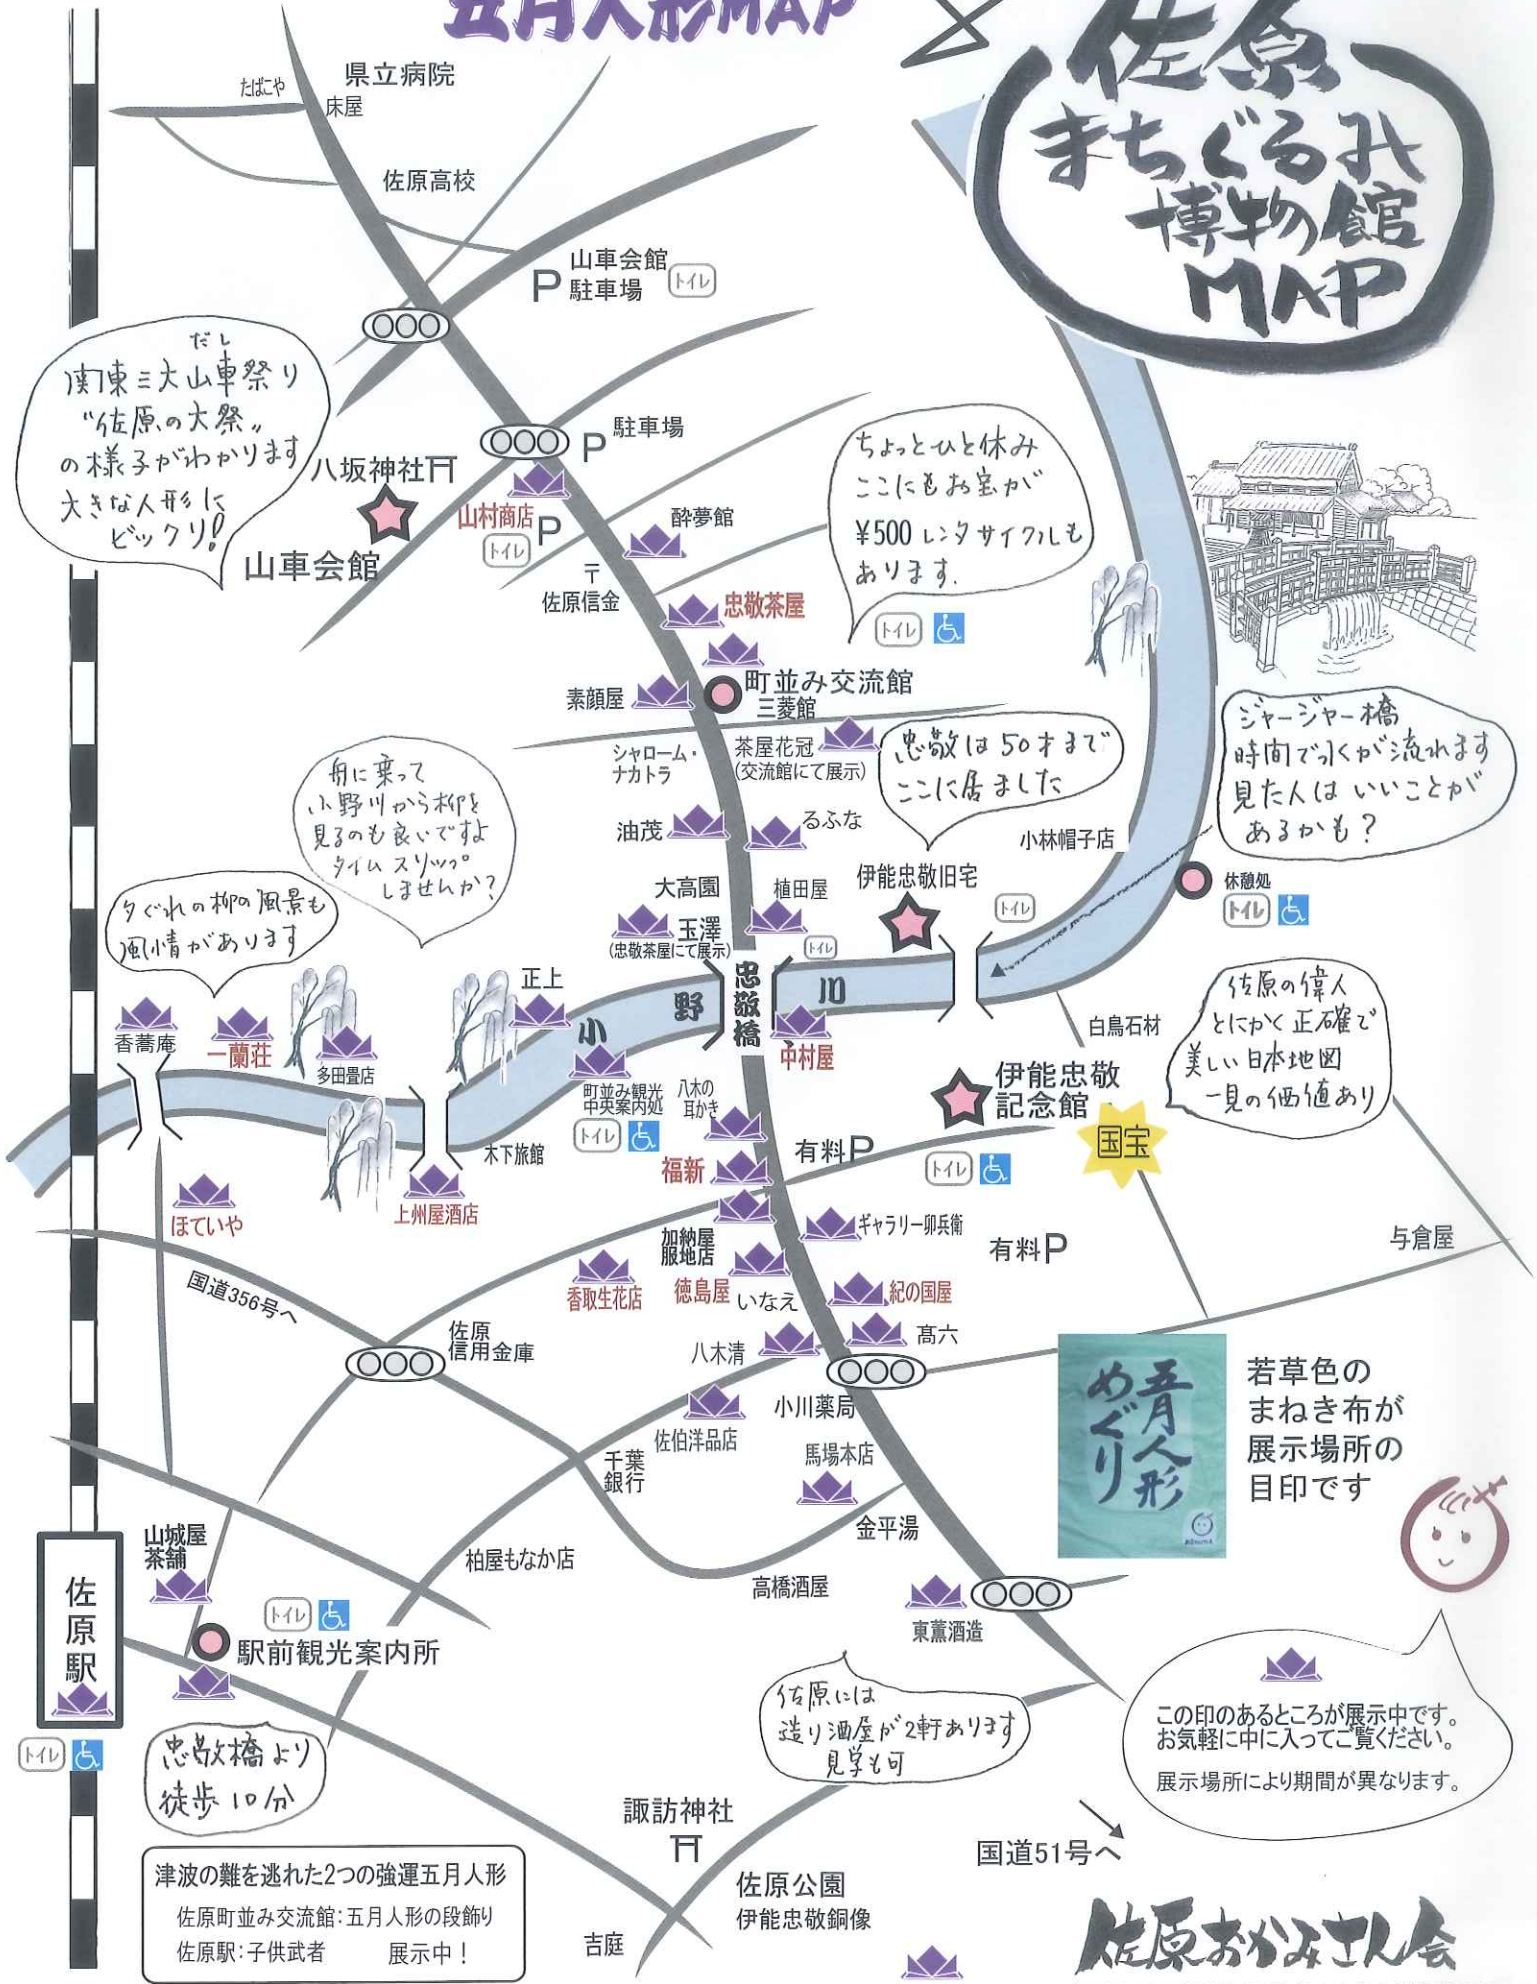 五月人形MAP
佐原
まちぐるみ
博物館
MAP
県立病院
たばこや
床屋
佐原高校
山車会館
駐車場
P
トイレ
だし
関東三大山車祭り
“佐原の大祭„
の様子がわかります
大きな人形に
ビックリ!
八坂神社
山車会館
P 駐車場
山村商店
トイレ P
酔夢館
〒
佐原信金
忠敬茶屋
ちょっとひと休み
ここにもお宝が
¥500 レンタサイクルも
あります.
トイレ
素顔屋
町並み交流館
三菱館
シャローム・
ナカトラ
茶屋花冠
(交流館にて展示)
忠敬は50才まで
ここに居ました
ジャージャー橋
時間で水が流れます
見た人はいいことが
あるかも?
舟に乗って
小野川から柳を
見るのも良いですよ
タイムスリップ
しませんか?
油茂
るふな
小林帽子店
大高園
植田屋
伊能忠敬旧宅
休憩処
トイレ
トイレ
玉澤
(忠敬茶屋にて展示)
トイレ
夕ぐれの柳の風景も
風情があります
正上
小野川
忠敬橋
香蕎庵
一蘭荘
多田畳店
中村屋
白鳥石材
佐原の偉人
とにかく正確で
美しい日本地図
一見の価値あり
町並み観光
中央案内処
トイレ
八木の
耳かき
伊能忠敬
記念館
国宝
トイレ
木下旅館
福新
有料P
ほていや
上州屋酒店
加納屋
服地店
ギャラリー卯兵衛
有料P
与倉屋
国道356号へ
香取生花店
徳島屋
いなえ
紀の国屋
佐原
信用金庫
八木清
髙六
小川薬局
佐伯洋品店
千葉
銀行
馬場本店
五月人形
めぐり
若草色の
まねき布が
展示場所の
目印です
金平湯
山城屋
茶舗
柏屋もなか店
高橋酒屋
東薫酒造
佐原駅
トイレ
駅前観光案内所
トイレ
忠敬橋より
徒歩10分
佐原には
造り酒屋が2軒あります
見学も可
この印のあるところが展示中です。
お気軽に中に入ってご覧ください。
展示場所により期間が異なります。
諏訪神社
国道51号へ
津波の難を逃れた2つの強運五月人形
佐原町並み交流館:五月人形の段飾り
佐原駅:子供武者 展示中!
佐原公園
伊能忠敬銅像
吉庭
佐原おかみさん会